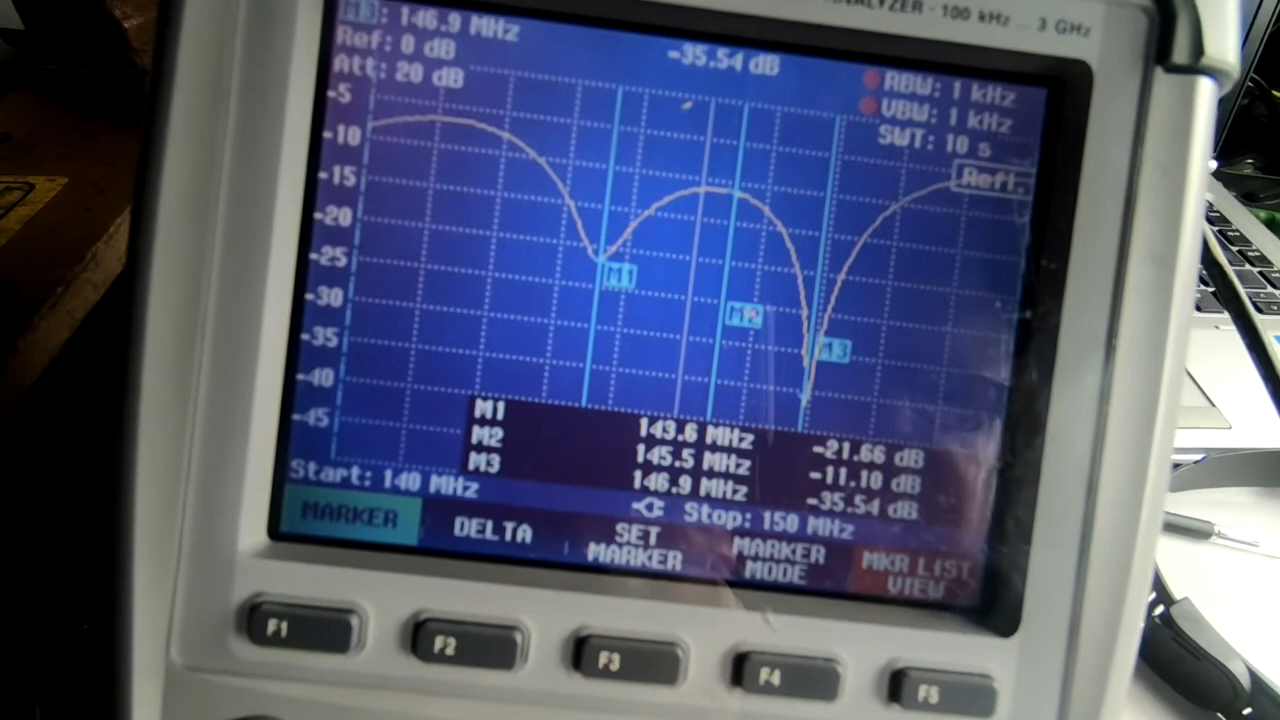 ANALYZER · 100 kHz ... 3 GHz
M3: 146.9 MHz -35.54 dB
Ref: 0 dB RBW: 1 kHz
Att: 20 dB VBW: 1 kHz
SWT: 10 s
Refl.
-5
-10
-15
-20
-25
-30
-35
-40
-45
M1
M2
M3
M1 143.6 MHz -21.66 dB
M2 145.5 MHz -11.10 dB
M3 146.9 MHz -35.54 dB
Start: 140 MHz Stop: 150 MHz
MARKER DELTA SET MARKER MARKER MODE MKR LIST VIEW
F1 F2 F3 F4 F5